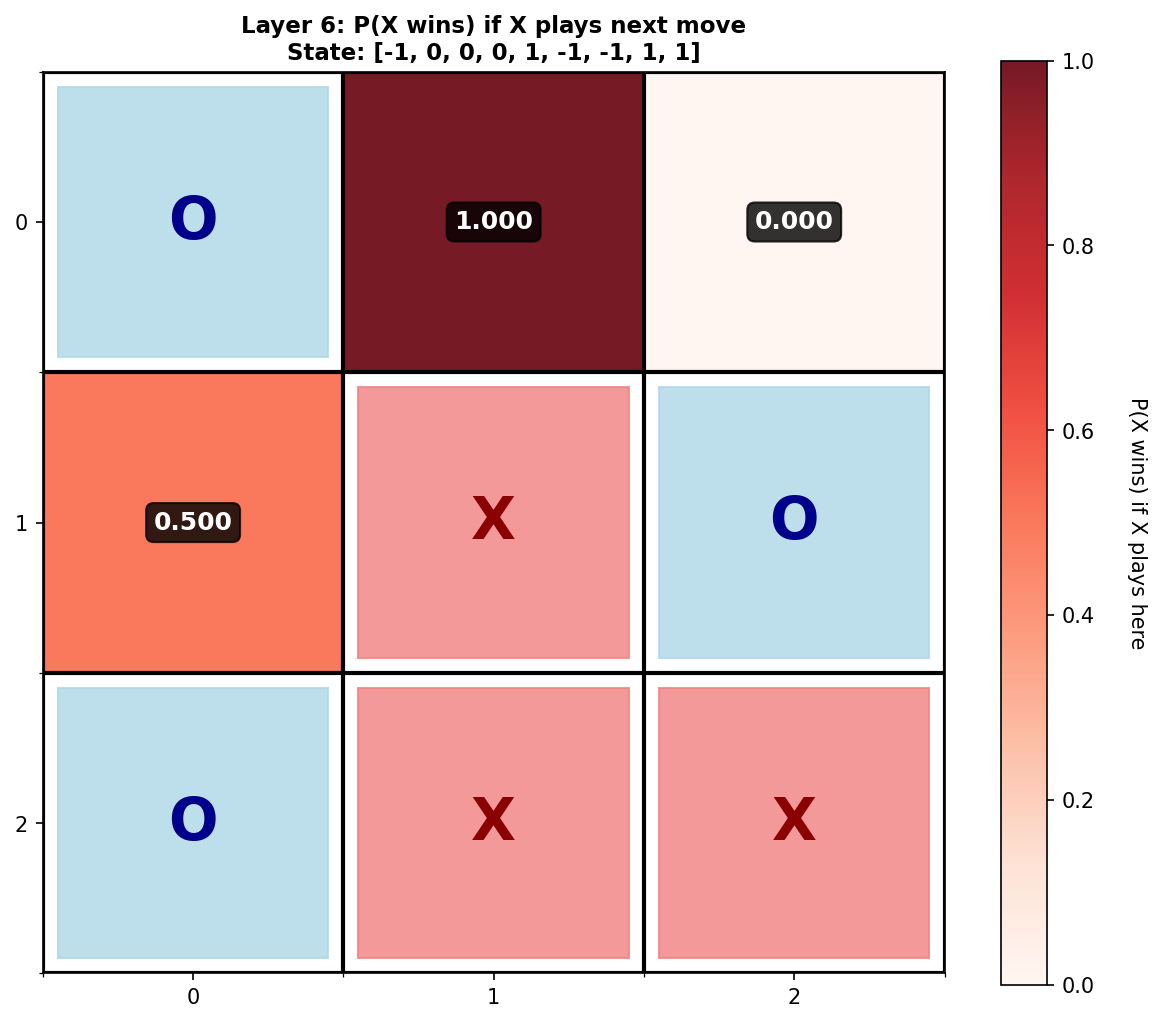 Layer 6: P(X wins) if X plays next move
State: [-1, 0, 0, 0, 1, -1, -1, 1, 1]
0
O
1.000
0.000
1
0.500
X
O
2
O
X
X
0
1
2
1.0
0.8
0.6
0.4
0.2
0.0
P(X wins) if X plays here